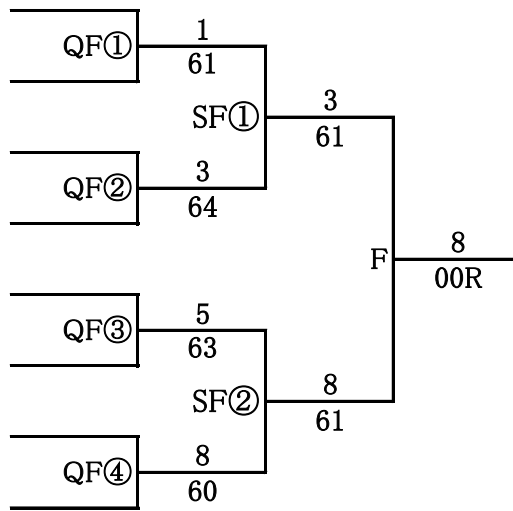 QF① 1
61
SF① 3
61
QF② 3
64
F 8
00R
QF③ 5
63
SF② 8
61
QF④ 8
60